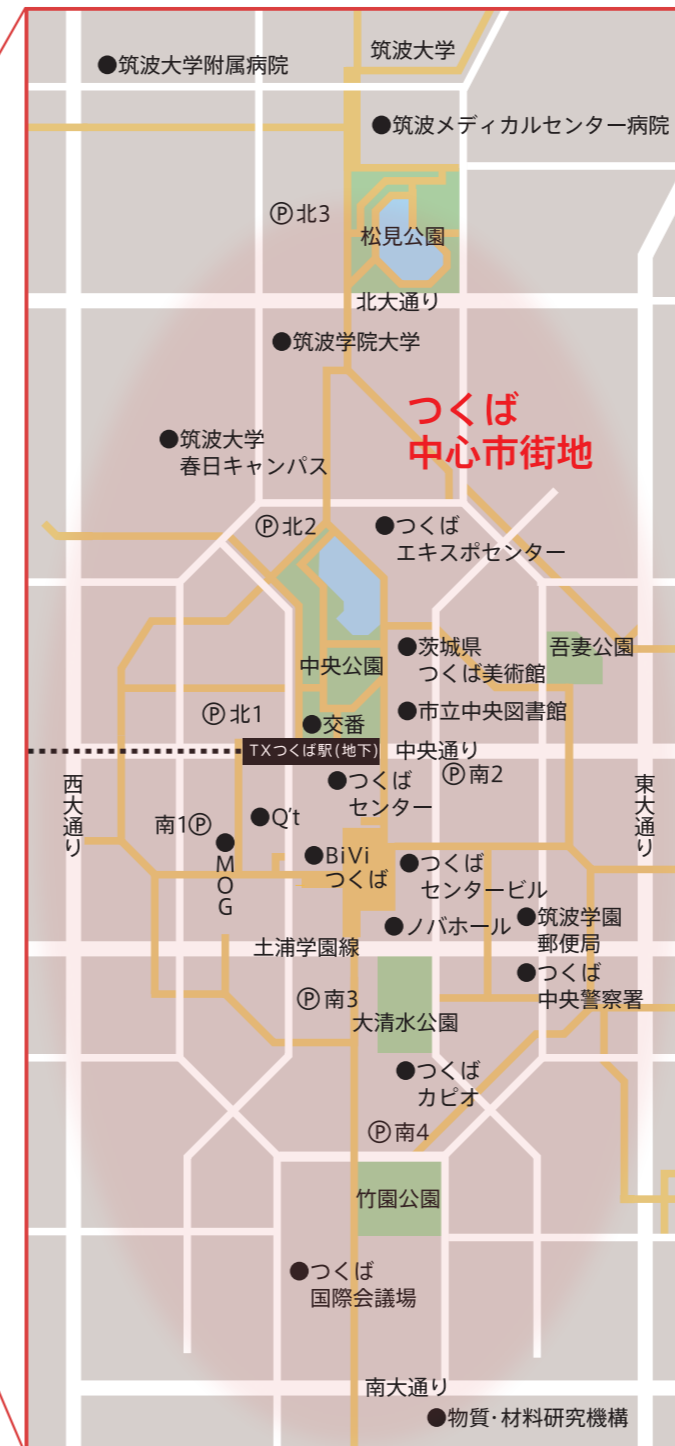 筑波大学
●筑波大学附属病院
●筑波メディカルセンター病院
Ⓟ北3
松見公園
北大通り
●筑波学院大学
つくば
中心市街地
●筑波大学
春日キャンパス
Ⓟ北2
●つくば
エキスポセンター
●茨城県
つくば美術館
吾妻公園
中央公園
Ⓟ北1
●交番
●市立中央図書館
TXつくば駅(地下)
中央通り
●つくば
センター
Ⓟ南2
西大通り
東大通り
南1Ⓟ
●Q't
●MOG
●BiVi
つくば
●つくば
センタービル
●ノバホール
●筑波学園
郵便局
土浦学園線
●つくば
中央警察署
Ⓟ南3
大清水公園
●つくば
カピオ
Ⓟ南4
竹園公園
●つくば
国際会議場
南大通り
●物質・材料研究機構